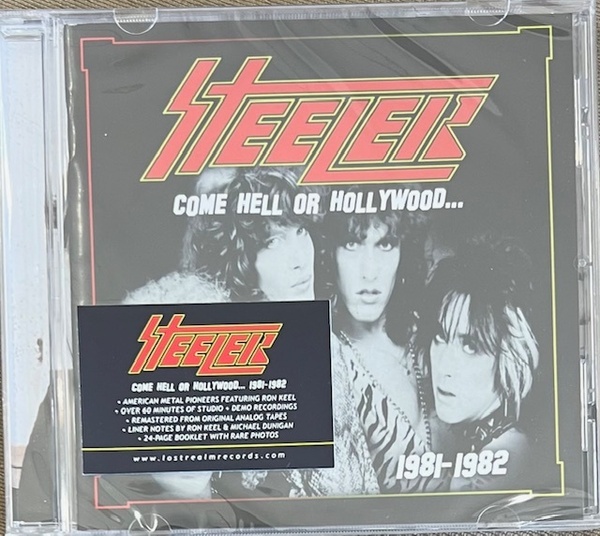 STEELER
COME HELL OR HOLLYWOOD...
STEELER
COME HELL OR HOLLYWOOD... 1981-1982
- AMERICAN METAL PIONEERS FEATURING RON KEEL
- OVER 60 MINUTES OF STUDIO + DEMO RECORDINGS
- REMASTERED FROM ORIGINAL ANALOG TAPES
- LINER NOTES BY RON KEEL & MICHAEL DUNIGAN
- 24-PAGE BOOKLET WITH RARE PHOTOS
www.lostrealmrecords.com
1981-1982